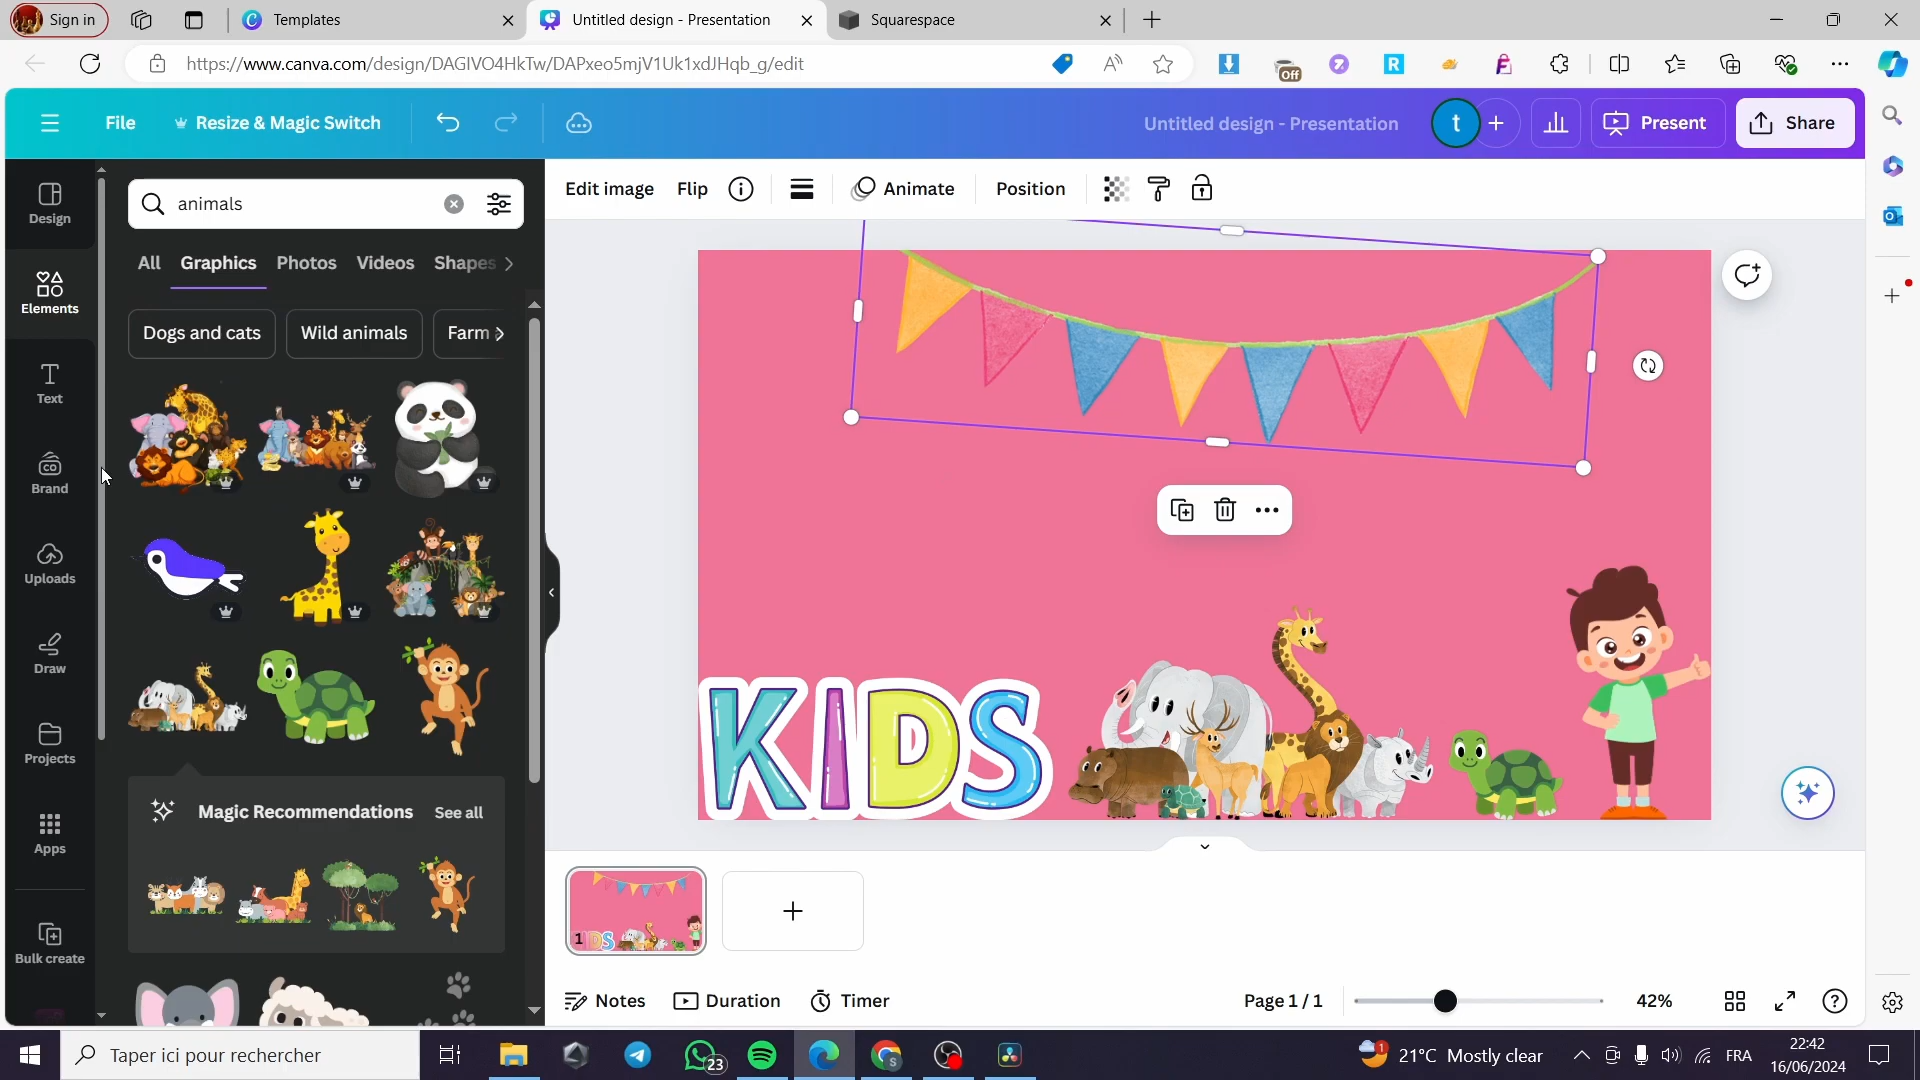 Sign in
Templates
Untitled design - Presentation
Squarespace
https://www.canva.com/design/DAGIVO4HkTw/DAPxeo5mjV1Uk1xdJHqb_g/edit
Off
File
Resize & Magic Switch
Untitled design - Presentation
t
Present
Share
Design
Elements
Text
Brand
Uploads
Draw
Projects
Apps
Bulk create
animals
All
Graphics
Photos
Videos
Shapes
Dogs and cats
Wild animals
Farm
Magic Recommendations
See all
Edit image
Flip
Animate
Position
KIDS
1
Notes
Duration
Timer
Page 1 / 1
42%
Taper ici pour rechercher
23
1
21°C Mostly clear
FRA
22:42
16/06/2024